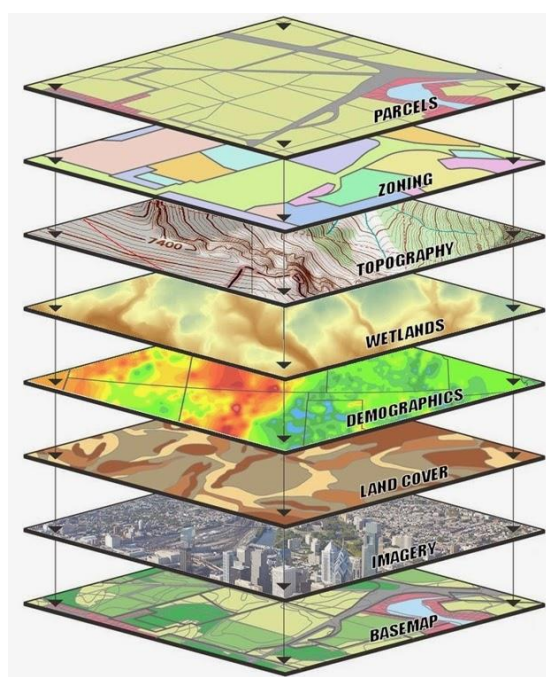 PARCELS
ZONING
7400
TOPOGRAPHY
WETLANDS
DEMOGRAPHICS
LAND COVER
IMAGERY
BASEMAP